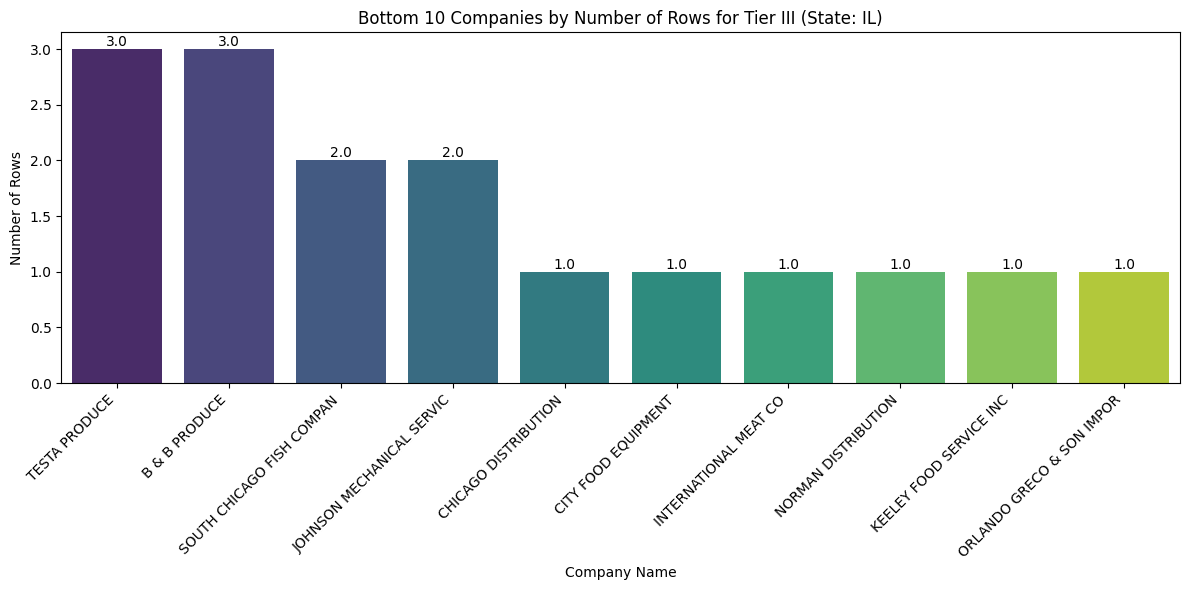 Bottom 10 Companies by Number of Rows for Tier III (State: IL)
Number of Rows
3.0
2.5
2.0
1.5
1.0
0.5
0.0
3.0
3.0
2.0
2.0
1.0
1.0
1.0
1.0
1.0
1.0
TESTA PRODUCE
B & B PRODUCE
SOUTH CHICAGO FISH COMPAN
JOHNSON MECHANICAL SERVIC
CHICAGO DISTRIBUTION
CITY FOOD EQUIPMENT
INTERNATIONAL MEAT CO
NORMAN DISTRIBUTION
KEELEY FOOD SERVICE INC
ORLANDO GRECO & SON IMPOR
Company Name